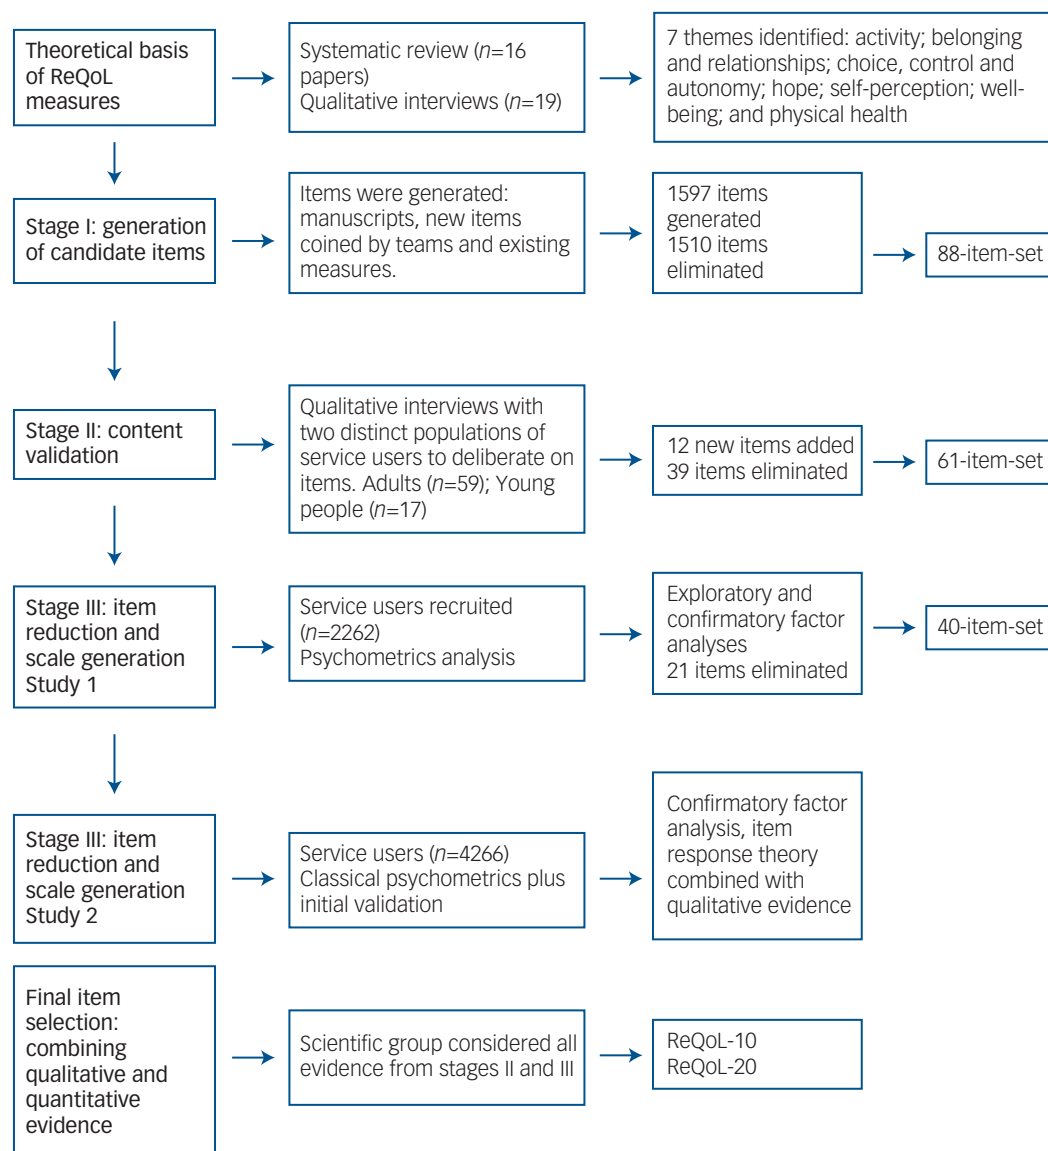 Theoretical basis
of ReQoL
measures
Systematic review (n=16
papers)
Qualitative interviews (n=19)
7 themes identified: activity; belonging
and relationships; choice, control and
autonomy; hope; self-perception; well-
being; and physical health
Stage I: generation
of candidate items
Items were generated:
manuscripts, new items
coined by teams and existing
measures.
1597 items
generated
1510 items
eliminated
88-item-set
Stage II: content
validation
Qualitative interviews with
two distinct populations of
service users to deliberate on
items. Adults (n=59); Young
people (n=17)
12 new items added
39 items eliminated
61-item-set
Stage III: item
reduction and
scale generation
Study 1
Service users recruited
(n=2262)
Psychometrics analysis
Exploratory and
confirmatory factor
analyses
21 items eliminated
40-item-set
Stage III: item
reduction and
scale generation
Study 2
Service users (n=4266)
Classical psychometrics plus
initial validation
Confirmatory factor
analysis, item
response theory
combined with
qualitative evidence
Final item
selection:
combining
qualitative and
quantitative
evidence
Scientific group considered all
evidence from stages II and III
ReQoL-10
ReQoL-20